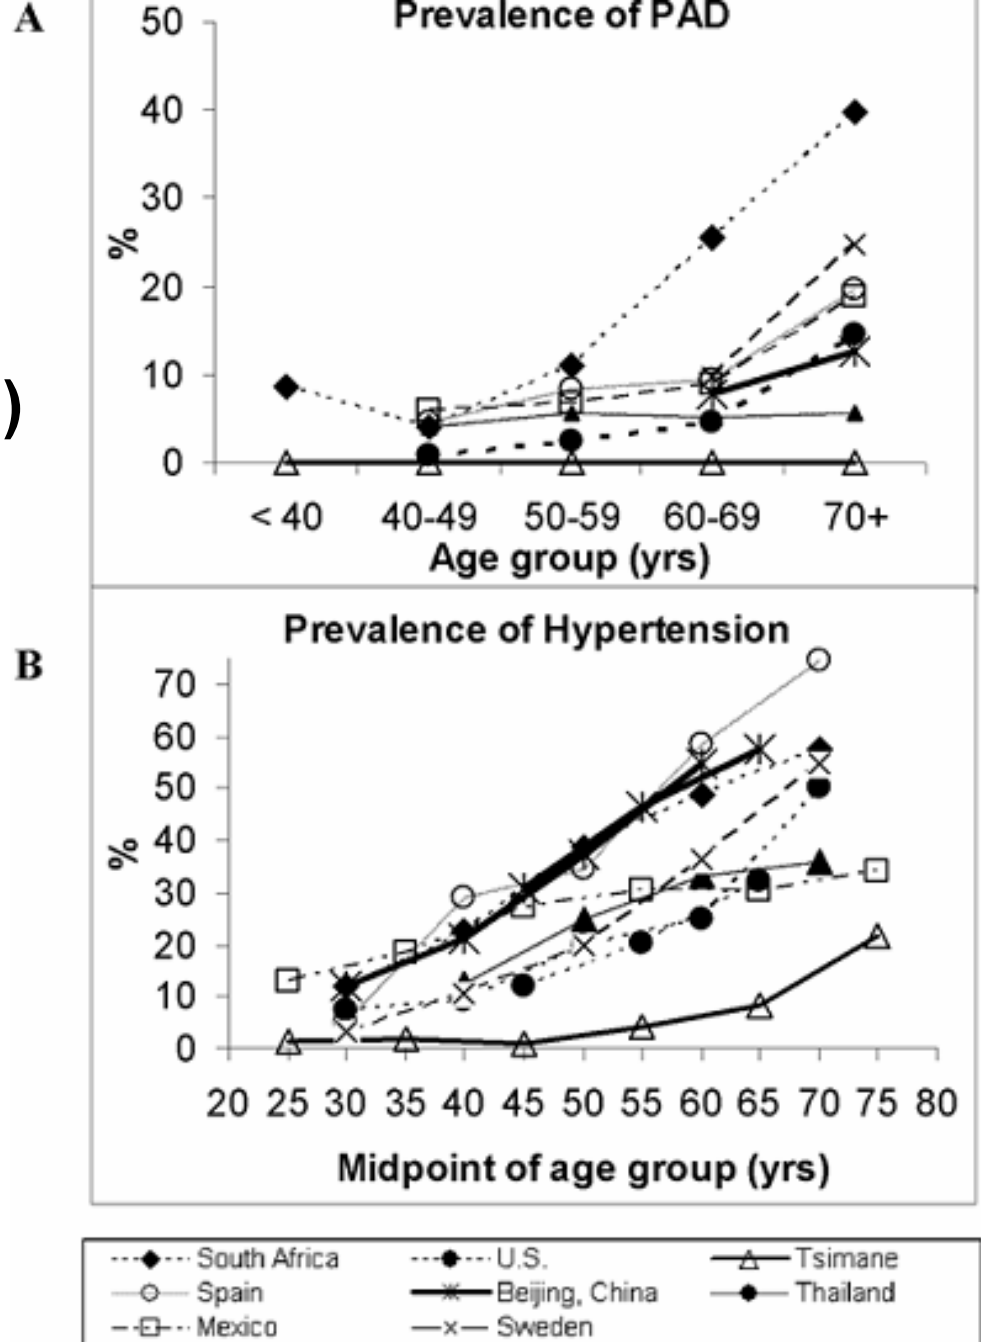 A
Prevalence of PAD
50
40
30
%
20
)
10
0
< 40 40-49 50-59 60-69 70+
Age group (yrs)
Prevalence of Hypertension
B
70
60
50
40
%
30
20
10
0
20 25 30 35 40 45 50 55 60 65 70 75 80
Midpoint of age group (yrs)
South Africa U.S. Tsimane
Spain Beijing, China Thailand
Mexico Sweden